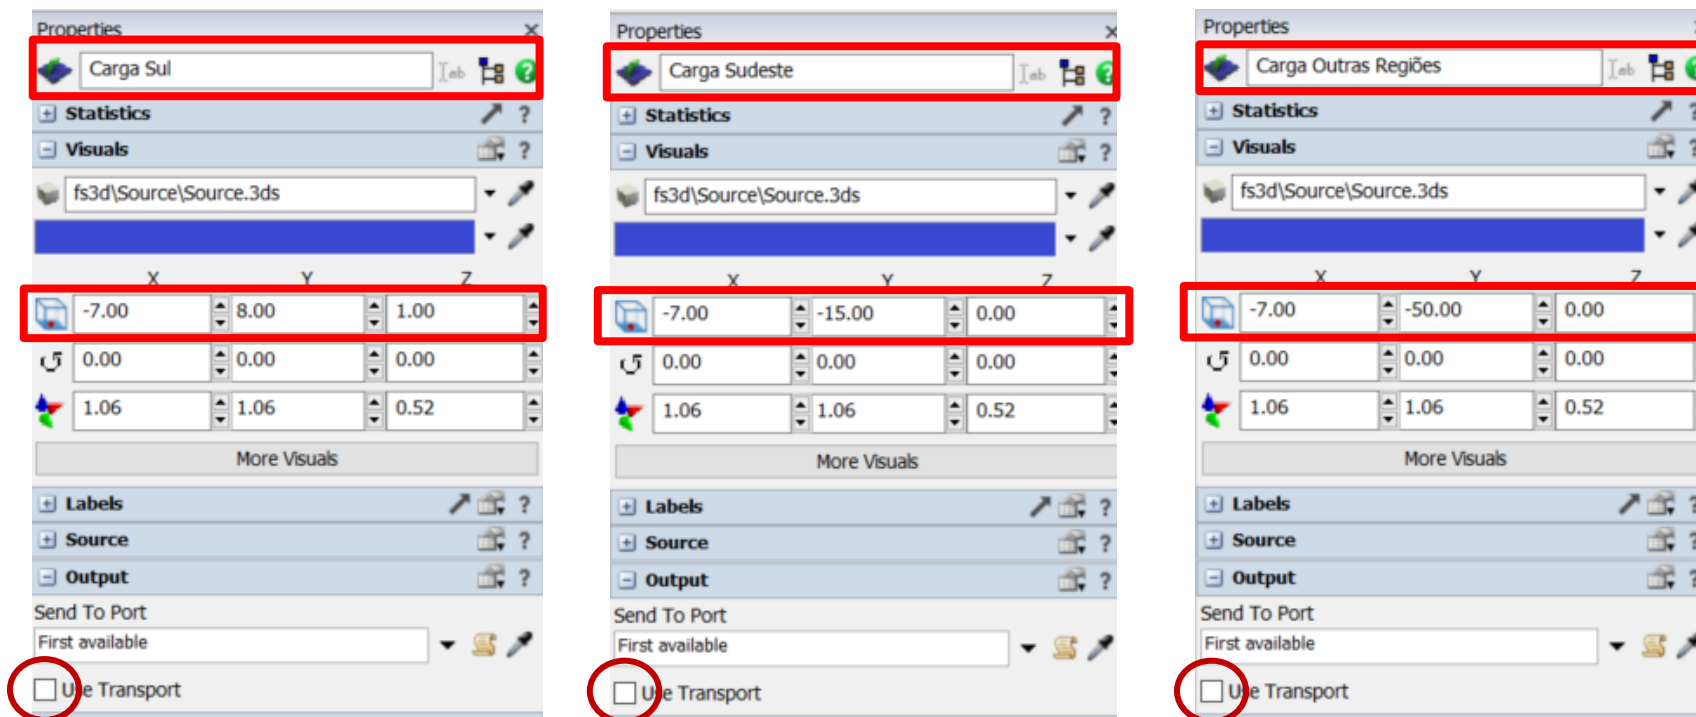 Properties
Carga Sul
Statistics
Visuals
fs3d\Source\Source.3ds
X Y Z
-7.00 8.00 1.00
0.00 0.00 0.00
1.06 1.06 0.52
More Visuals
Labels
Source
Output
Send To Port
First available
Use Transport
Properties
Carga Sudeste
Statistics
Visuals
fs3d\Source\Source.3ds
X Y Z
-7.00 -15.00 0.00
0.00 0.00 0.00
1.06 1.06 0.52
More Visuals
Labels
Source
Output
Send To Port
First available
Use Transport
Properties
Carga Outras Regiões
Statistics
Visuals
fs3d\Source\Source.3ds
X Y Z
-7.00 -50.00 0.00
0.00 0.00 0.00
1.06 1.06 0.52
More Visuals
Labels
Source
Output
Send To Port
First available
Use Transport